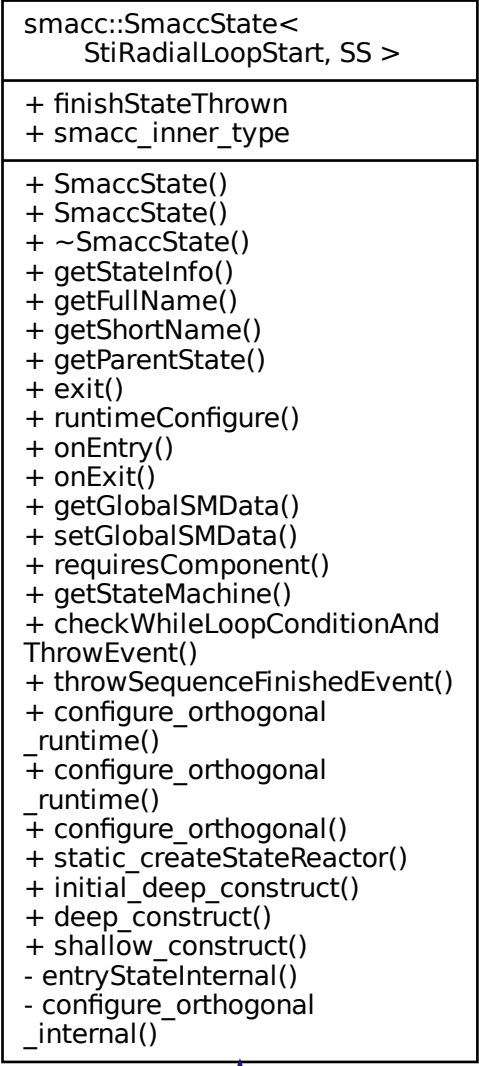 smacc::SmaccState<
StiRadialLoopStart, SS >
+ finishStateThrown
+ smacc_inner_type
+ SmaccState()
+ SmaccState()
+ ~SmaccState()
+ getStateInfo()
+ getFullName()
+ getShortName()
+ getParentState()
+ exit()
+ runtimeConfigure()
+ onEntry()
+ onExit()
+ getGlobalSMData()
+ setGlobalSMData()
+ requiresComponent()
+ getStateMachine()
+ checkWhileLoopConditionAnd
ThrowEvent()
+ throwSequenceFinishedEvent()
+ configure_orthogonal
_runtime()
+ configure_orthogonal
_runtime()
+ configure_orthogonal()
+ static_createStateReactor()
+ initial_deep_construct()
+ deep_construct()
+ shallow_construct()
- entryStateInternal()
- configure_orthogonal
_internal()